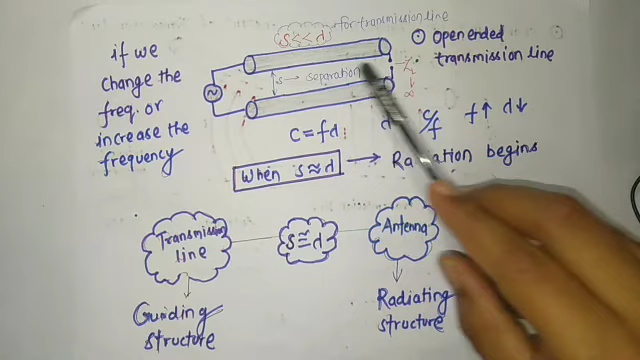 for transmission line
s<<d
if we
change the
freq. or
increase the
frequency
⊙ open ended
transmission line
s → separation
Z_L
↓
∞
c = fd
d
c/f
f↑ d↓
When s≈d → Radiation begins
Transmission
line
s≅d
Antenna
Guiding
structure
Radiating
structure